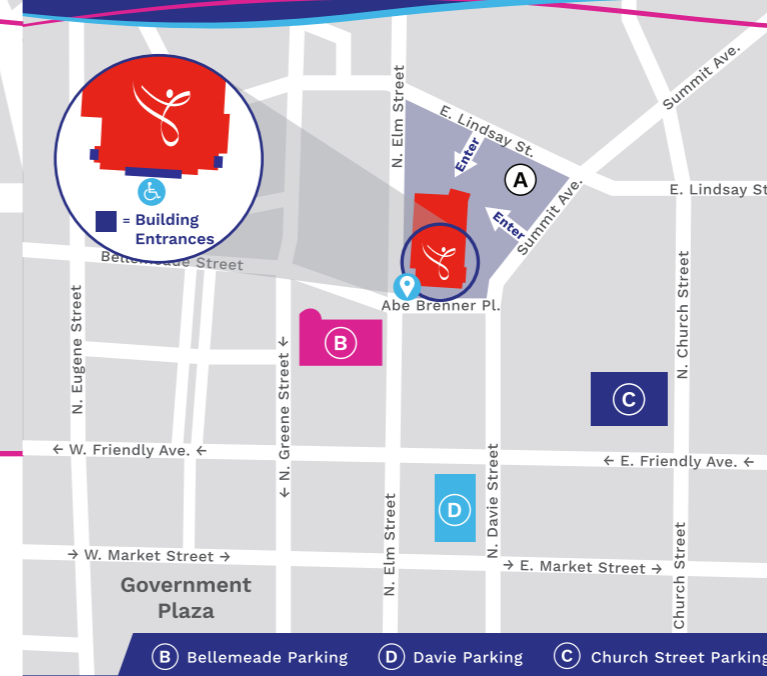 N. Elm Street
E. Lindsay St.
Summit Ave.
Enter
A
E. Lindsay St
Enter
Summit Ave.
= Building
Entrances
Bellemeade Street
Abe Brenner Pl.
N. Eugene Street
B
← N. Greene Street ←
N. Church Street
C
← W. Friendly Ave. ←
← E. Friendly Ave. ←
D
N. Davie Street
N. Elm Street
→ W. Market Street →
→ E. Market Street →
Church Street
Government
Plaza
B Bellemeade Parking D Davie Parking C Church Street Parking